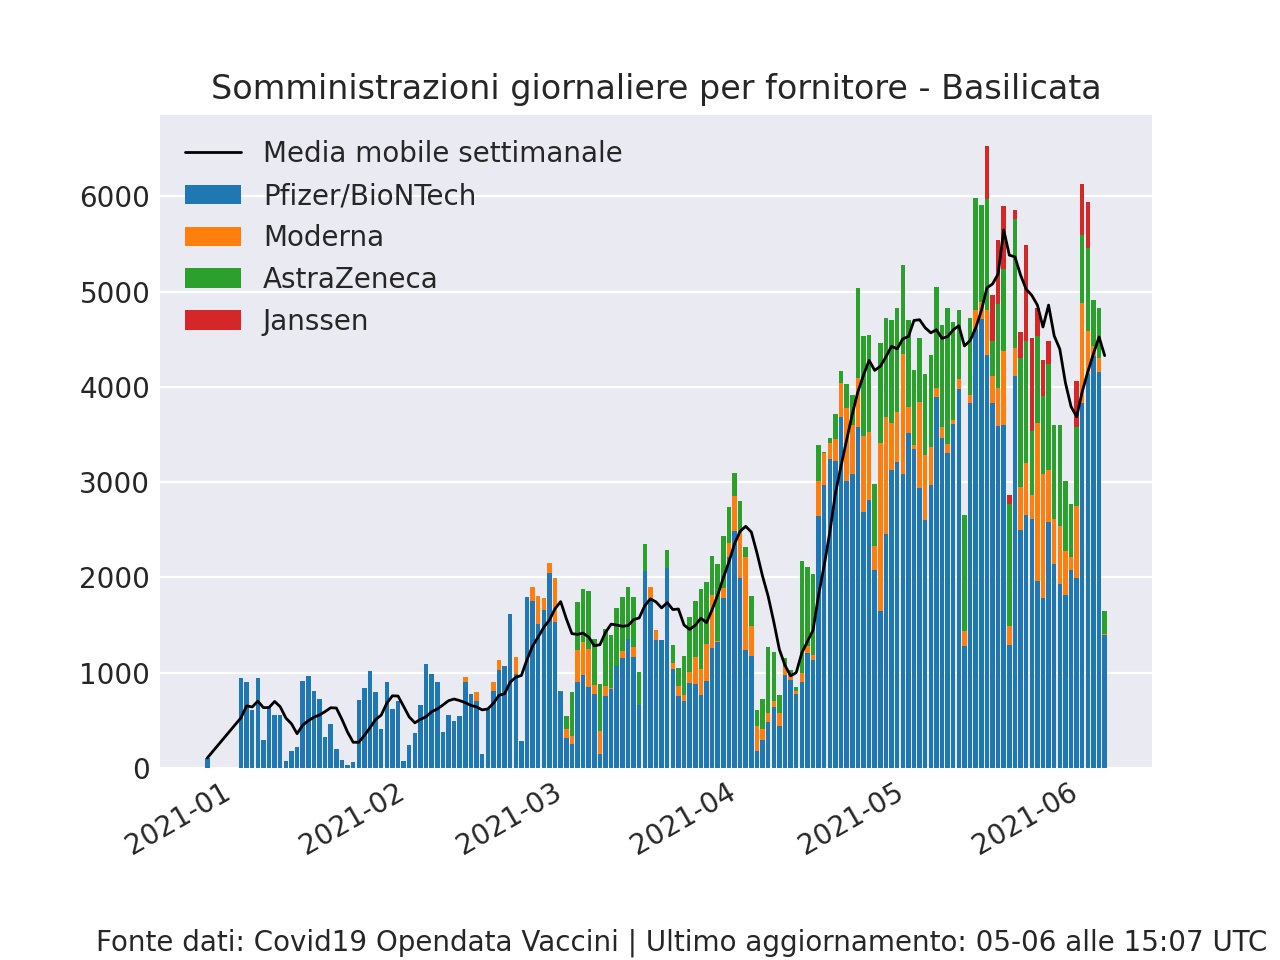 Somministrazioni giornaliere per fornitore - Basilicata
Media mobile settimanale
Pfizer/BioNTech
Moderna
AstraZeneca
Janssen
6000
5000
4000
3000
2000
1000
0
2021-01
2021-02
2021-03
2021-04
2021-05
2021-06
Fonte dati: Covid19 Opendata Vaccini | Ultimo aggiornamento: 05-06 alle 15:07 UTC